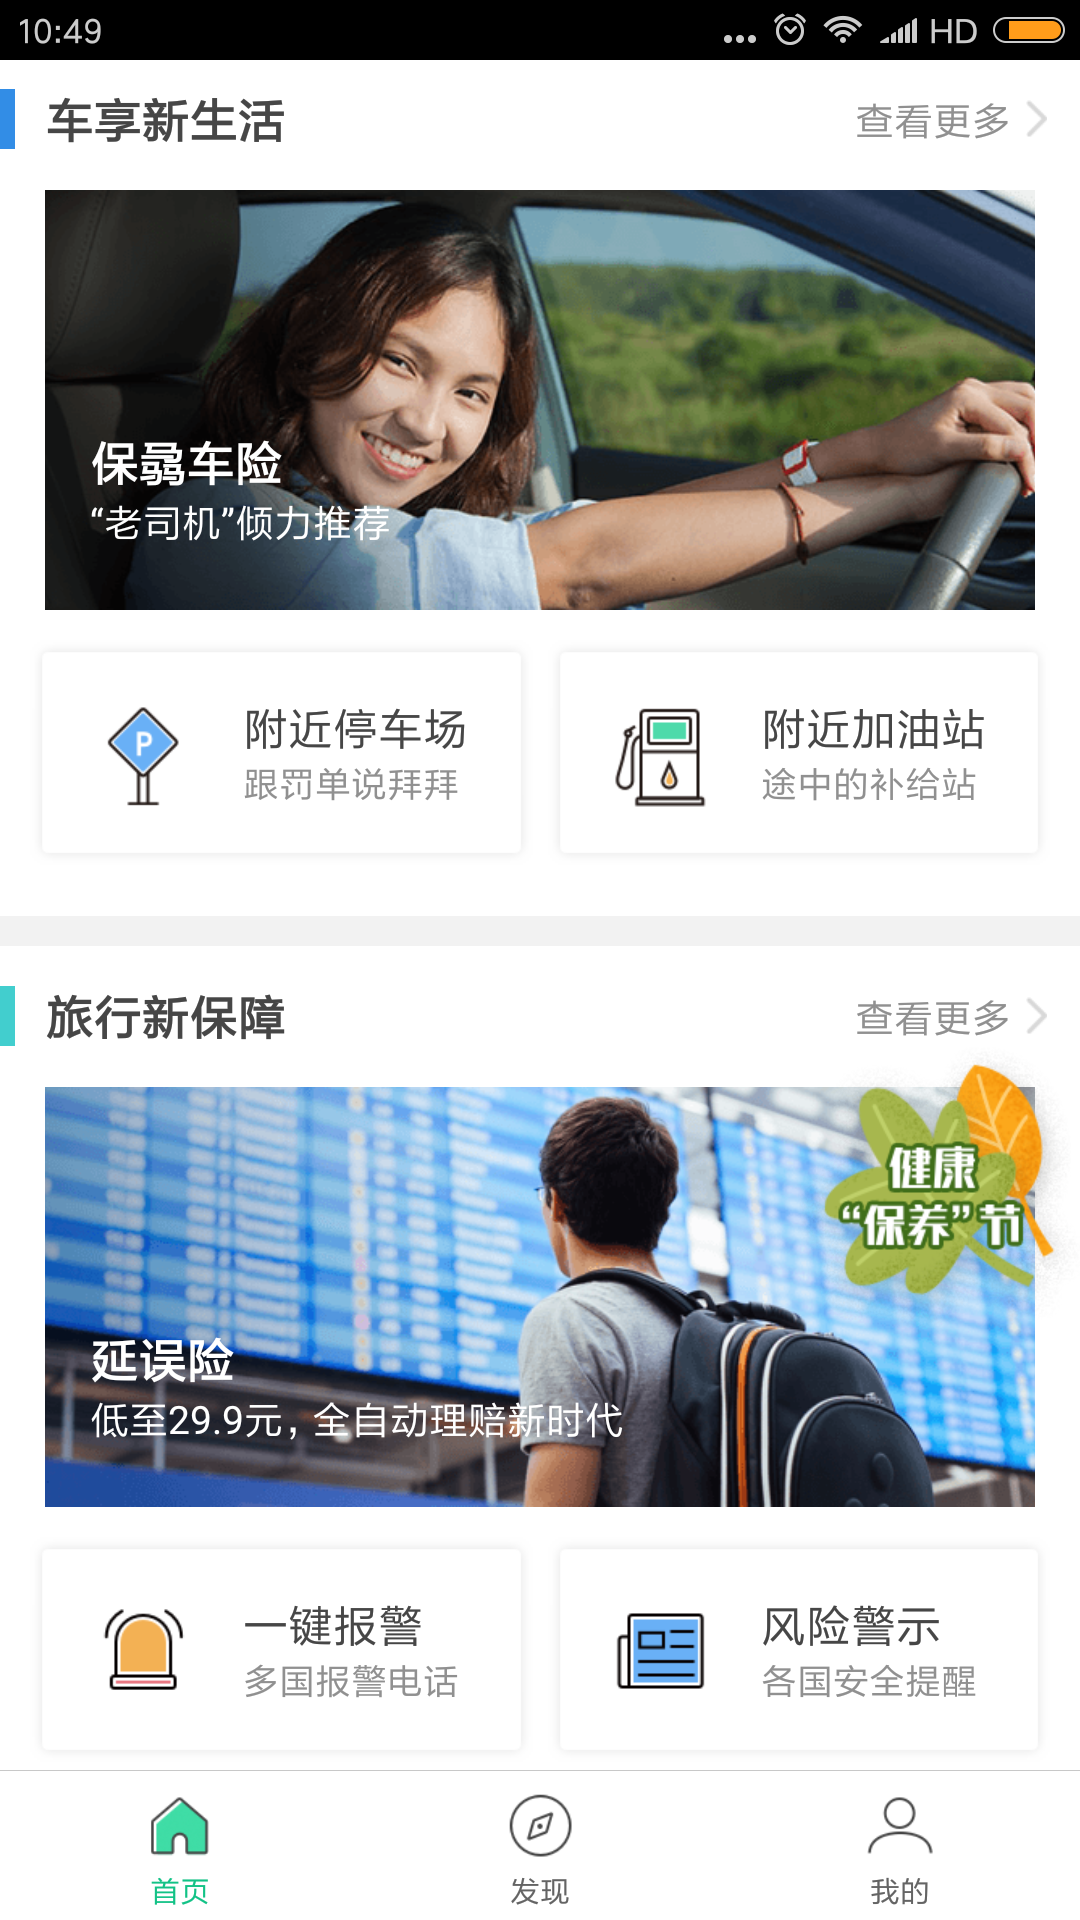 10:49
HD
车享新生活
查看更多
保骉车险
“老司机”倾力推荐
P
附近停车场
跟罚单说拜拜
附近加油站
途中的补给站
旅行新保障
查看更多
健康
“保养”节
延误险
低至29.9元，全自动理赔新时代
一键报警
多国报警电话
风险警示
各国安全提醒
首页
发现
我的